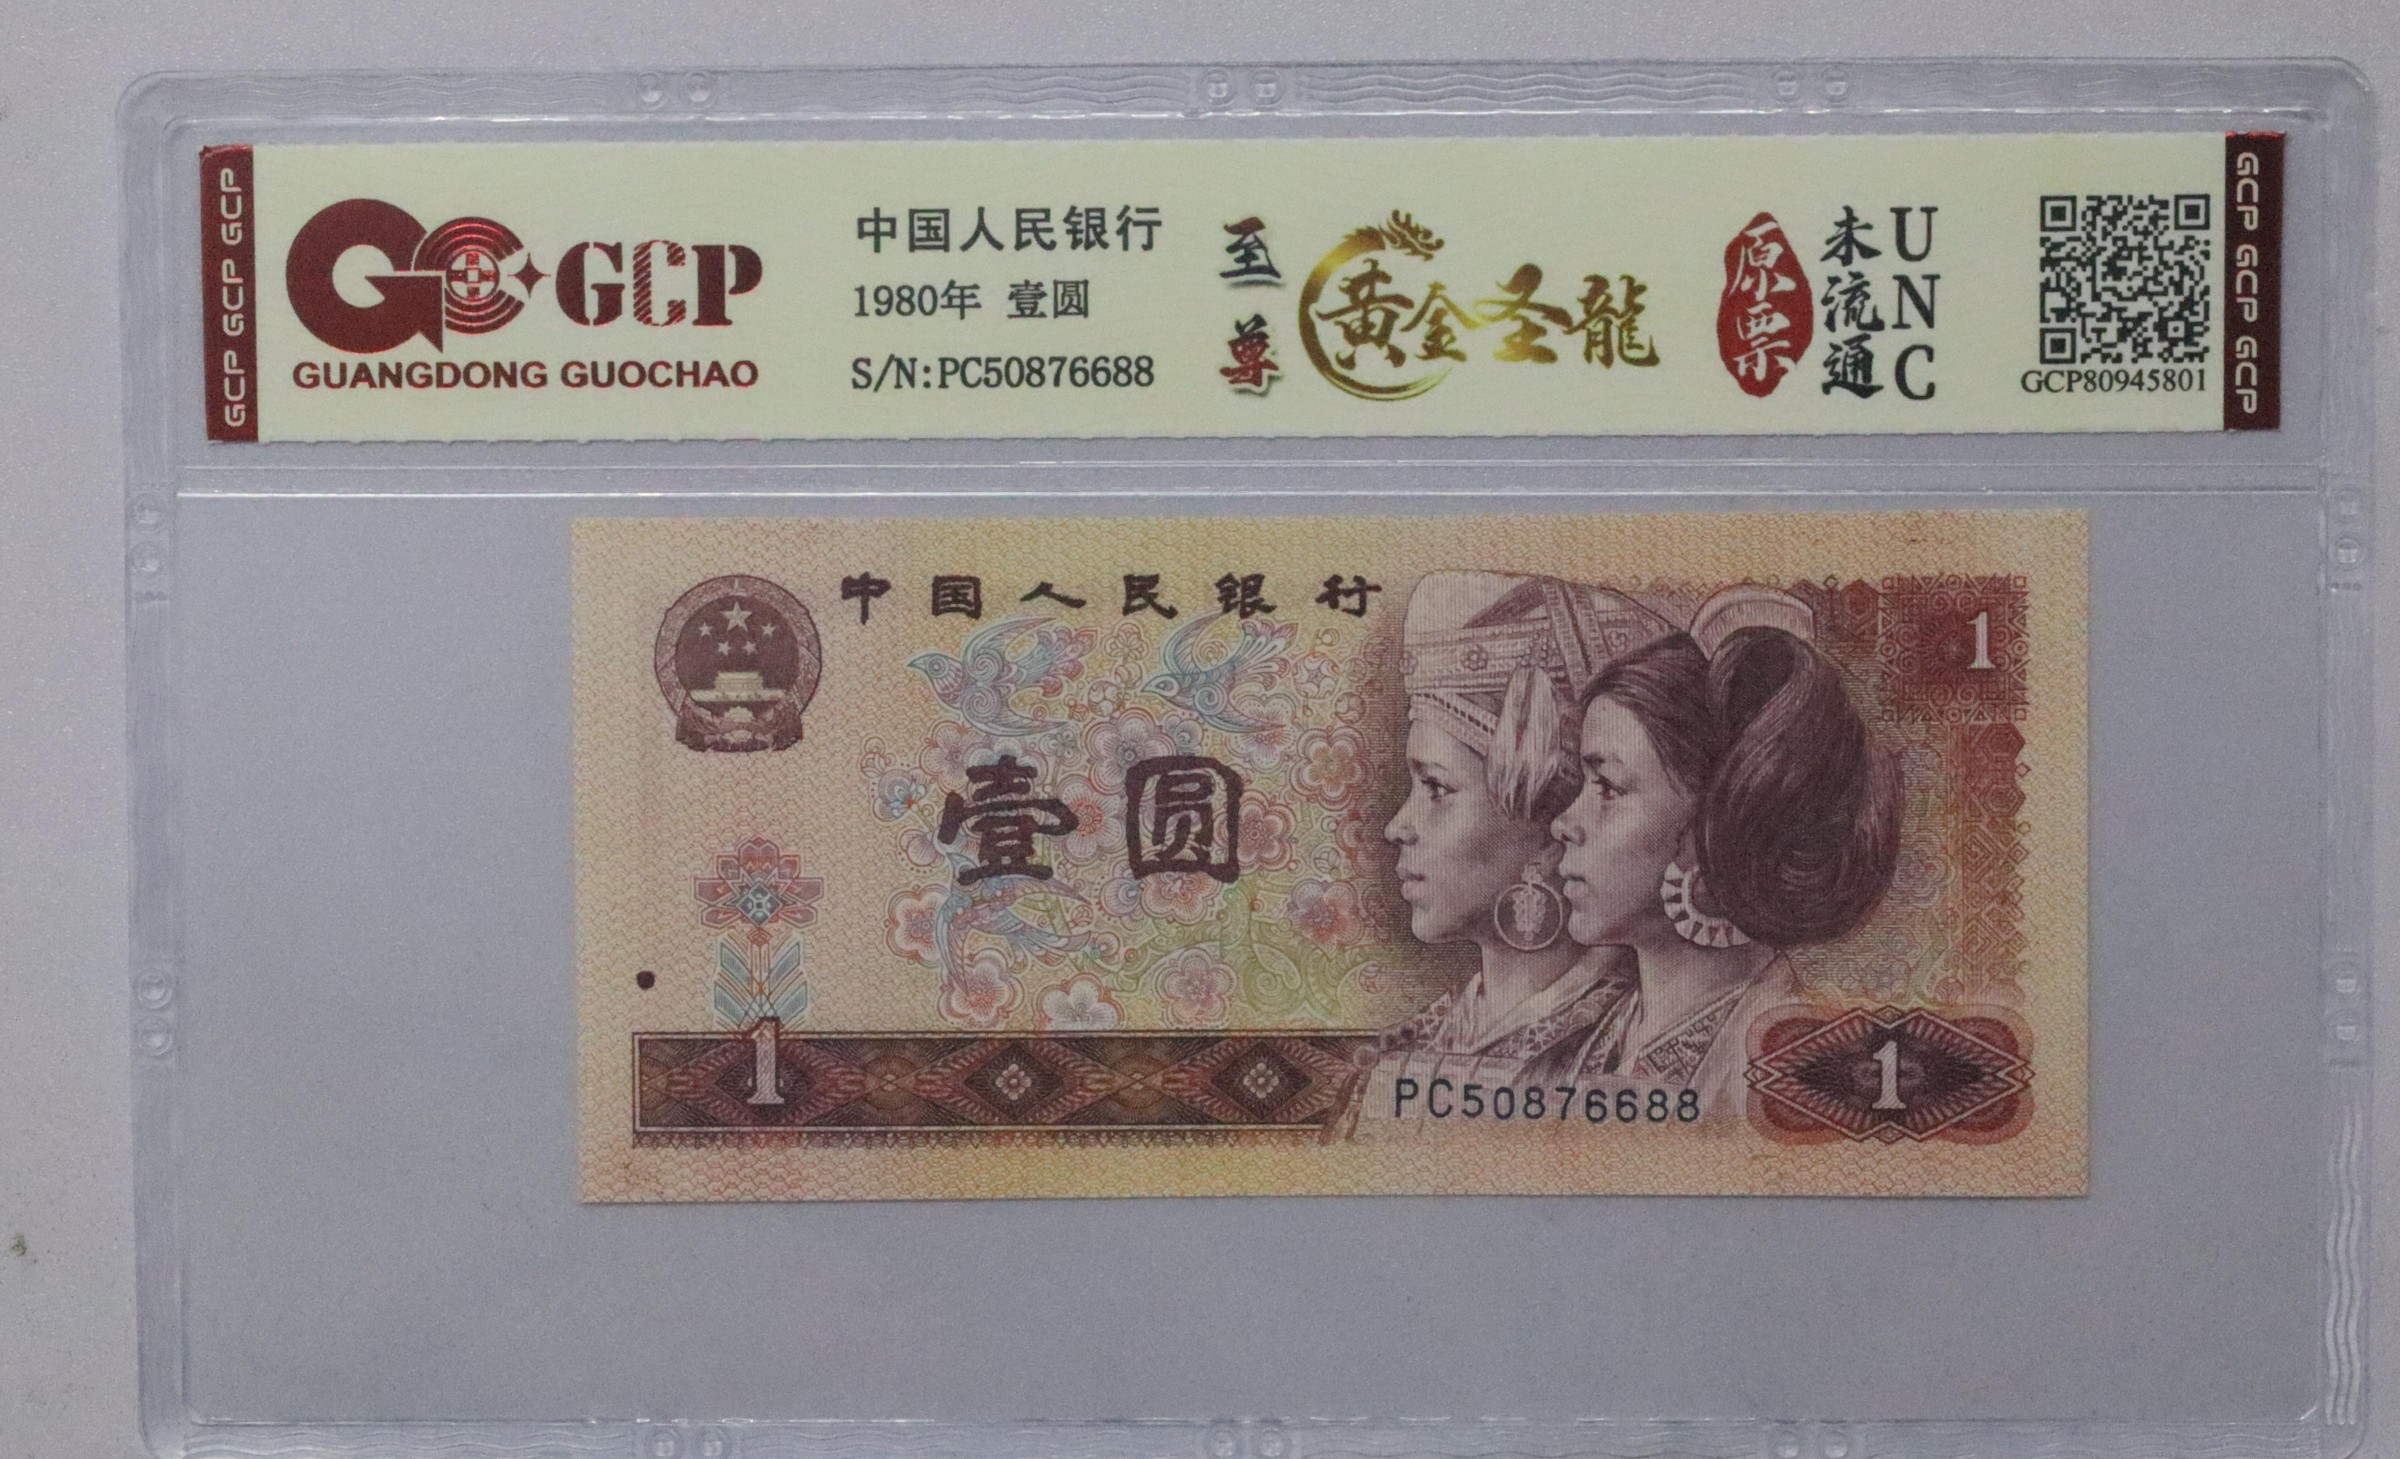 GCP GCP GCP
GCP
GUANGDONG GUOCHAO
中国人民银行
1980年 壹圆
S/N:PC50876688
至尊
黄金圣龍
原票
未流通
UNC
GCP80945801
GCP GCP GCP
中国人民银行
1
壹圆
1
PC50876688
1